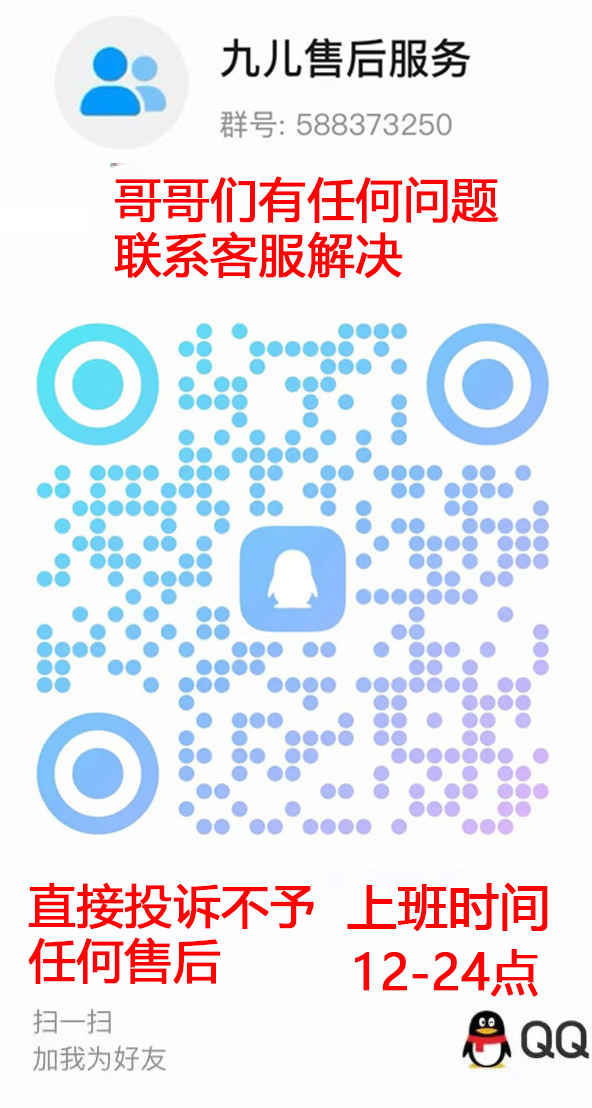 九儿售后服务
群号: 588373250
哥哥们有任何问题
联系客服解决
直接投诉不予
任何售后
上班时间
12-24点
扫一扫
加我为好友
QQ